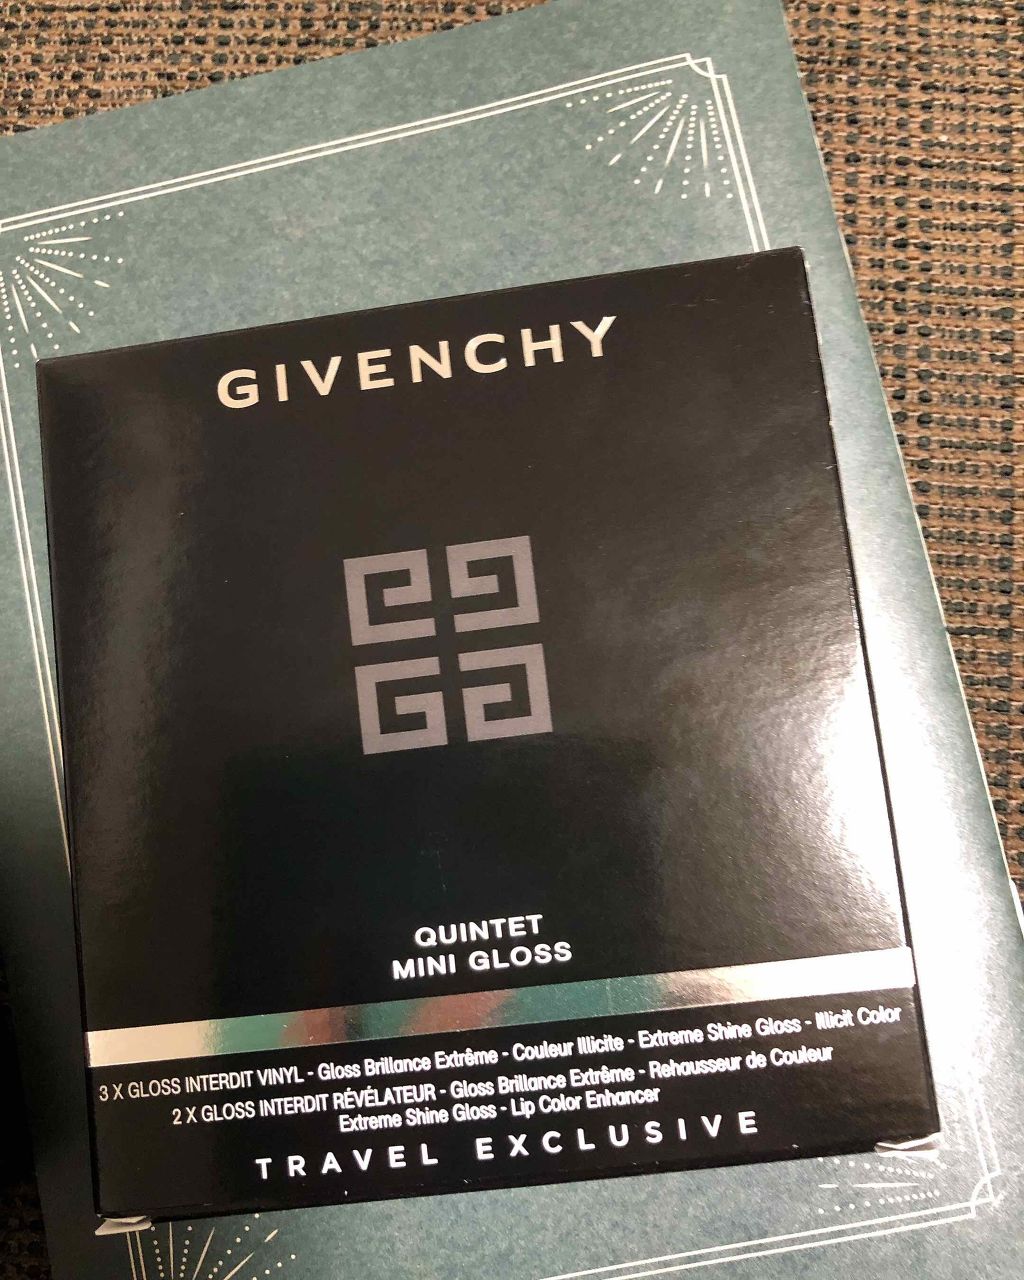 GIVENCHY
QUINTET
MINI GLOSS
3 X GLOSS INTERDIT VINYL - Gloss Brillance Extrême - Couleur Illicite - Extreme Shine Gloss - Illicit Color
2 X GLOSS INTERDIT RÉVÉLATEUR - Gloss Brillance Extrême - Rehausseur de Couleur
Extreme Shine Gloss - Lip Color Enhancer
TRAVEL EXCLUSIVE